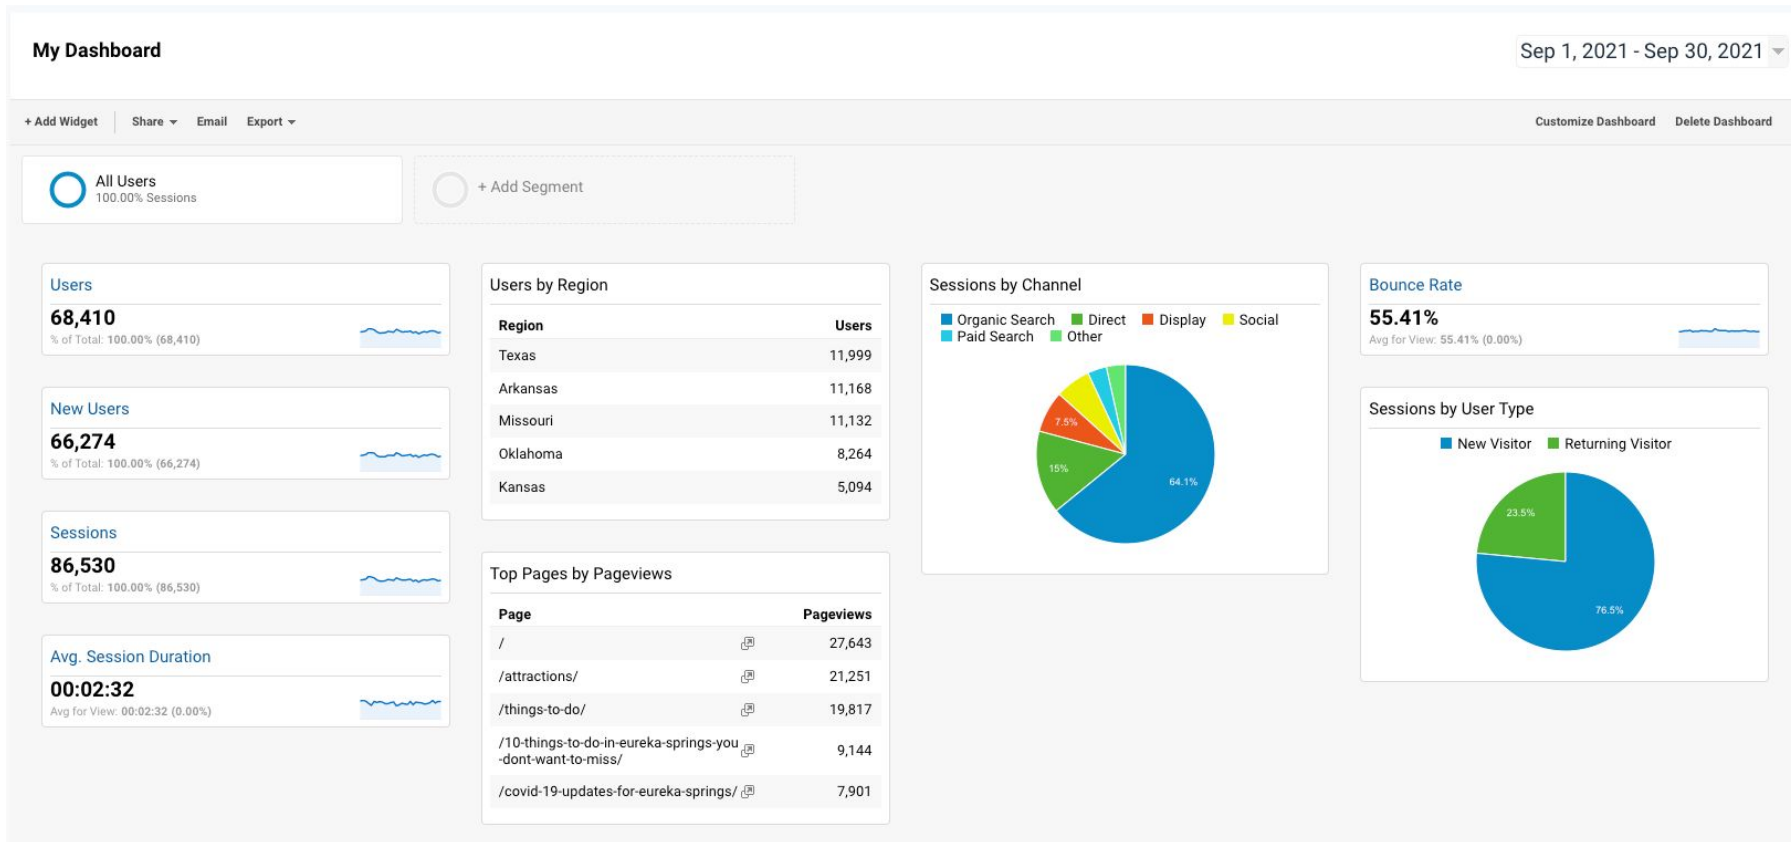 My Dashboard
Sep 1, 2021 - Sep 30, 2021
+ Add Widget Share Email Export
Customize Dashboard Delete Dashboard
All Users
100.00% Sessions
+ Add Segment
Users
68,410
% of Total: 100.00% (68,410)
New Users
66,274
% of Total: 100.00% (66,274)
Sessions
86,530
% of Total: 100.00% (86,530)
Avg. Session Duration
00:02:32
Avg for View: 00:02:32 (0.00%)
Users by Region
Region Users
Texas 11,999
Arkansas 11,168
Missouri 11,132
Oklahoma 8,264
Kansas 5,094
Top Pages by Pageviews
Page Pageviews
/ 27,643
/attractions/ 21,251
/things-to-do/ 19,817
/10-things-to-do-in-eureka-springs-you
-dont-want-to-miss/ 9,144
/covid-19-updates-for-eureka-springs/ 7,901
Sessions by Channel
Organic Search Direct Display Social
Paid Search Other
7.5%
15%
64.1%
Bounce Rate
55.41%
Avg for View: 55.41% (0.00%)
Sessions by User Type
New Visitor Returning Visitor
23.5%
76.5%